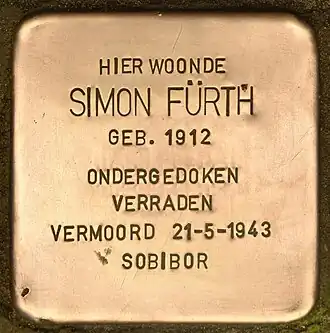 HIER WOONDE
SIMON FÜRTH
GEB. 1912
ONDERGEDOKEN
VERRADEN
VERMOORD 21-5-1943
SOBIBOR